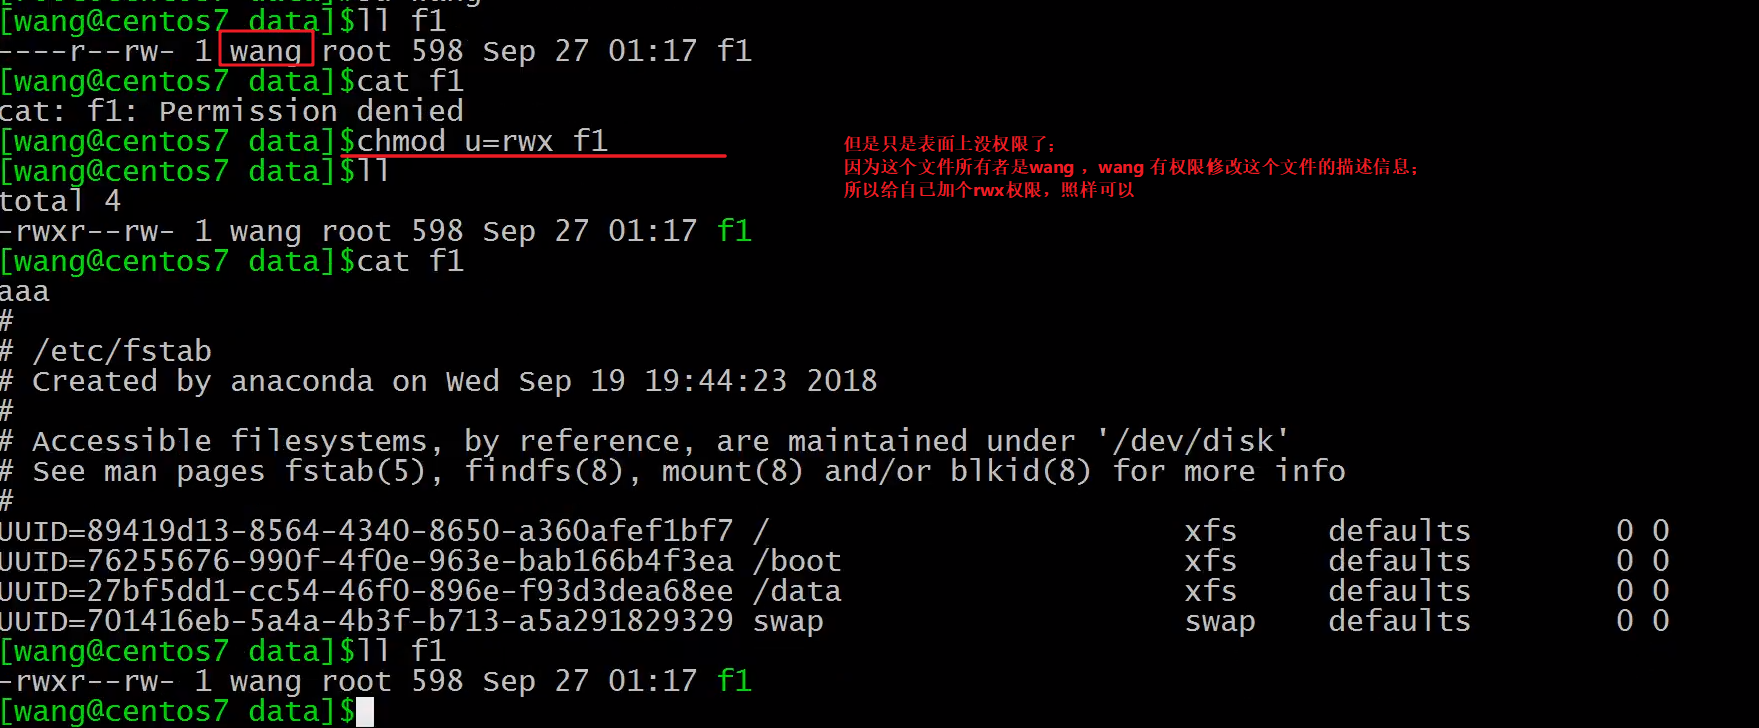 [wang@centos7 data]$ll f1
----r--rw- 1 wang root 598 Sep 27 01:17 f1
[wang@centos7 data]$cat f1
cat: f1: Permission denied
[wang@centos7 data]$chmod u=rwx f1
但是只是表面上没权限了；
因为这个文件所有者是wang ，wang 有权限修改这个文件的描述信息；
所以给自己加个rwx权限，照样可以
[wang@centos7 data]$ll
total 4
-rwxr--rw- 1 wang root 598 Sep 27 01:17 f1
[wang@centos7 data]$cat f1
aaa
#
# /etc/fstab
# Created by anaconda on Wed Sep 19 19:44:23 2018
#
# Accessible filesystems, by reference, are maintained under '/dev/disk'
# See man pages fstab(5), findfs(8), mount(8) and/or blkid(8) for more info
#
UUID=89419d13-8564-4340-8650-a360afef1bf7 / xfs defaults 0 0
UUID=76255676-990f-4f0e-963e-bab166b4f3ea /boot xfs defaults 0 0
UUID=27bf5dd1-cc54-46f0-896e-f93d3dea68ee /data xfs defaults 0 0
UUID=701416eb-5a4a-4b3f-b713-a5a291829329 swap swap defaults 0 0
[wang@centos7 data]$ll f1
-rwxr--rw- 1 wang root 598 Sep 27 01:17 f1
[wang@centos7 data]$